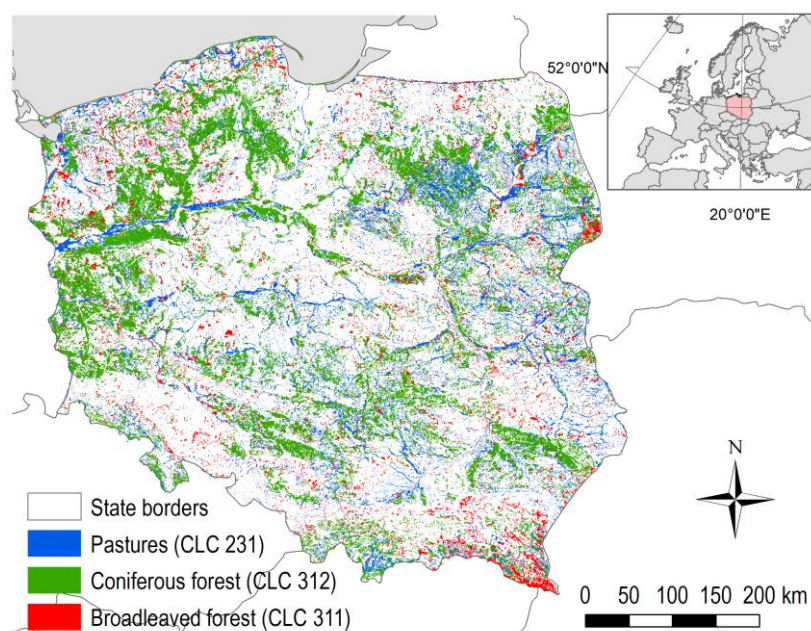 52°0'0"N
20°0'0"E
N
State borders
Pastures (CLC 231)
Coniferous forest (CLC 312)
Broadleaved forest (CLC 311)
0 50 100 150 200 km